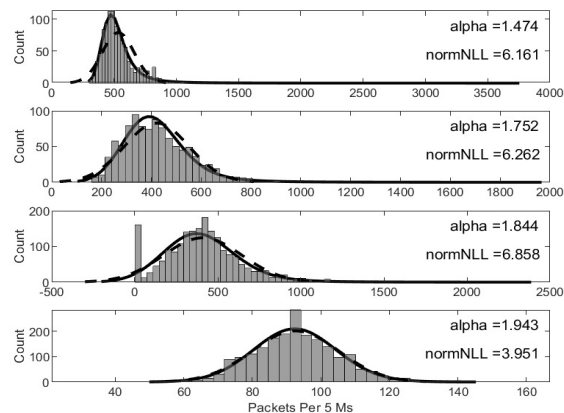 100
50
0
Count
alpha =1.474
normNLL =6.161
0 500 1000 1500 2000 2500 3000 3500 4000
100
50
0
Count
alpha =1.752
normNLL =6.262
0 200 400 600 800 1000 1200 1400 1600 1800 2000
200
100
0
Count
alpha =1.844
normNLL =6.858
-500 0 500 1000 1500 2000 2500
200
100
0
Count
alpha =1.943
normNLL =3.951
40 60 80 100 120 140 160
Packets Per 5 Ms